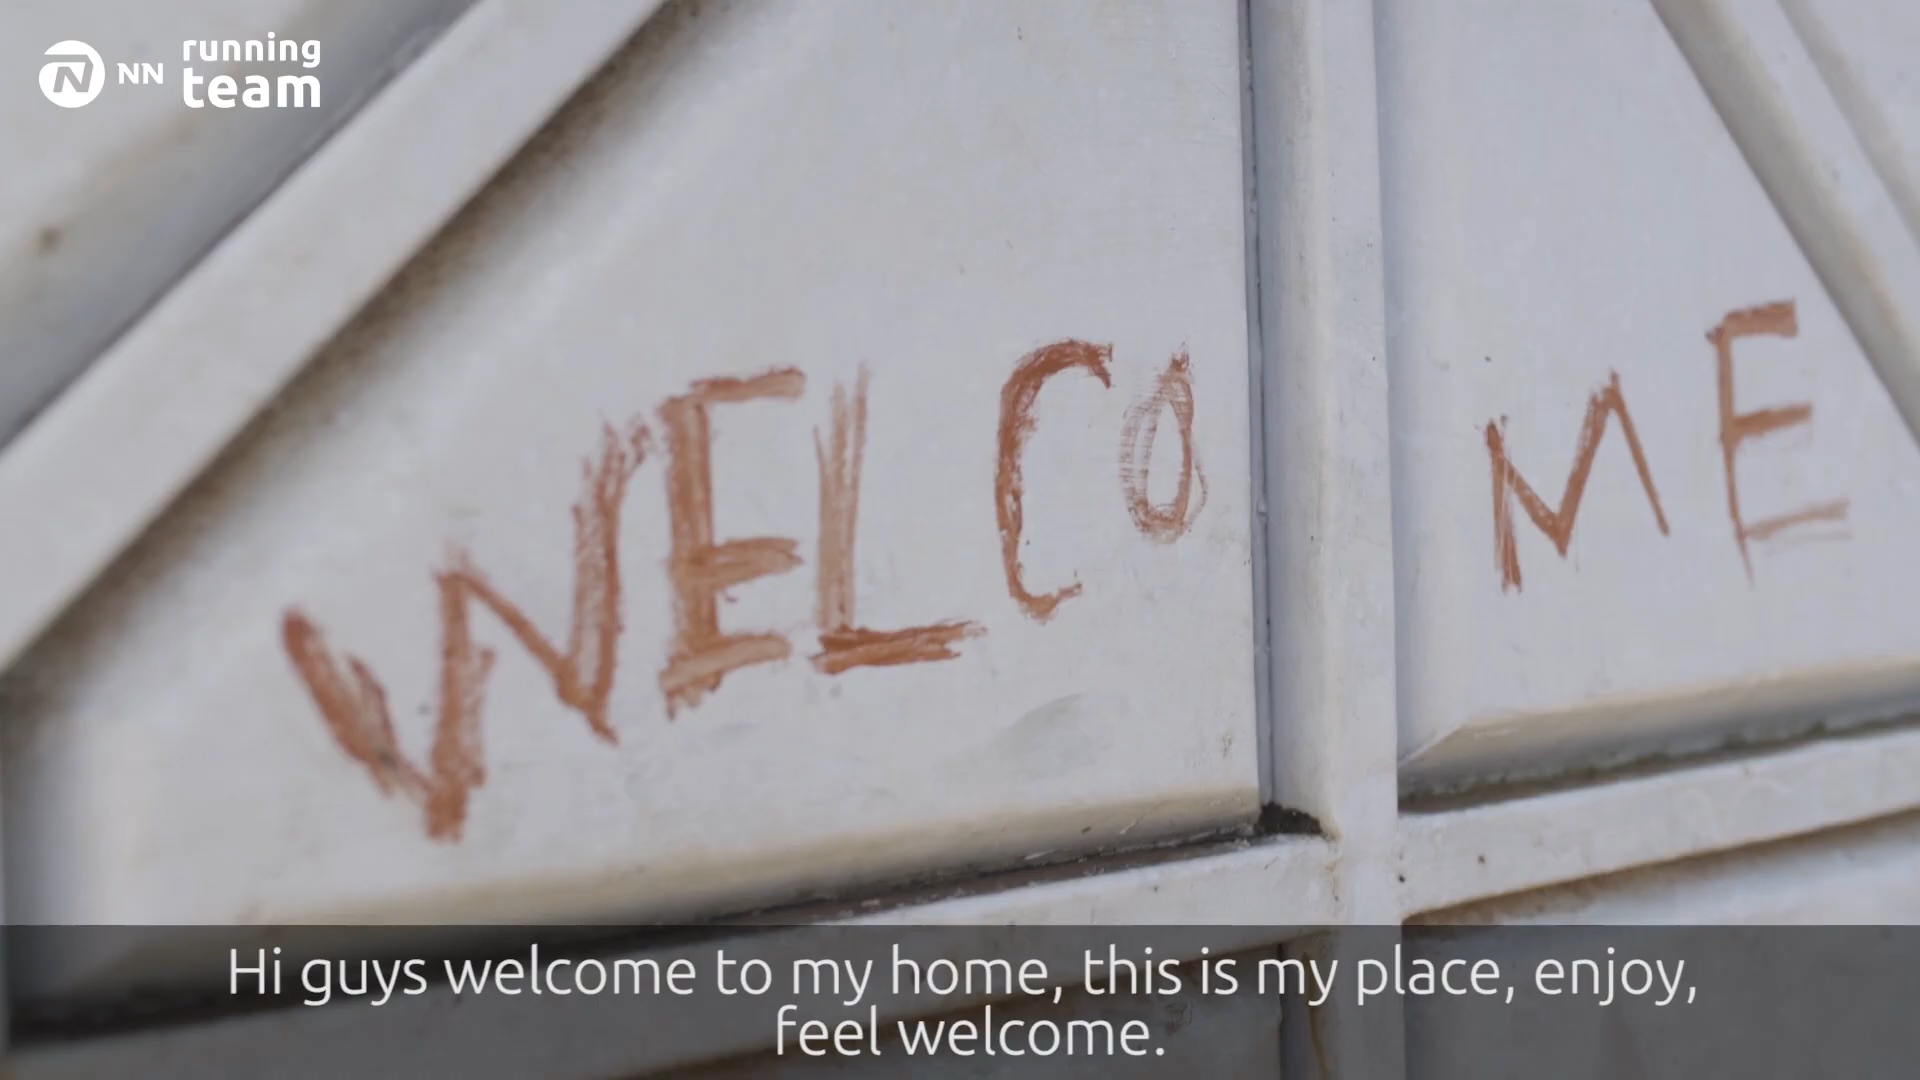 NN running
team
WELCOME
Hi guys welcome to my home, this is my place, enjoy,
feel welcome.